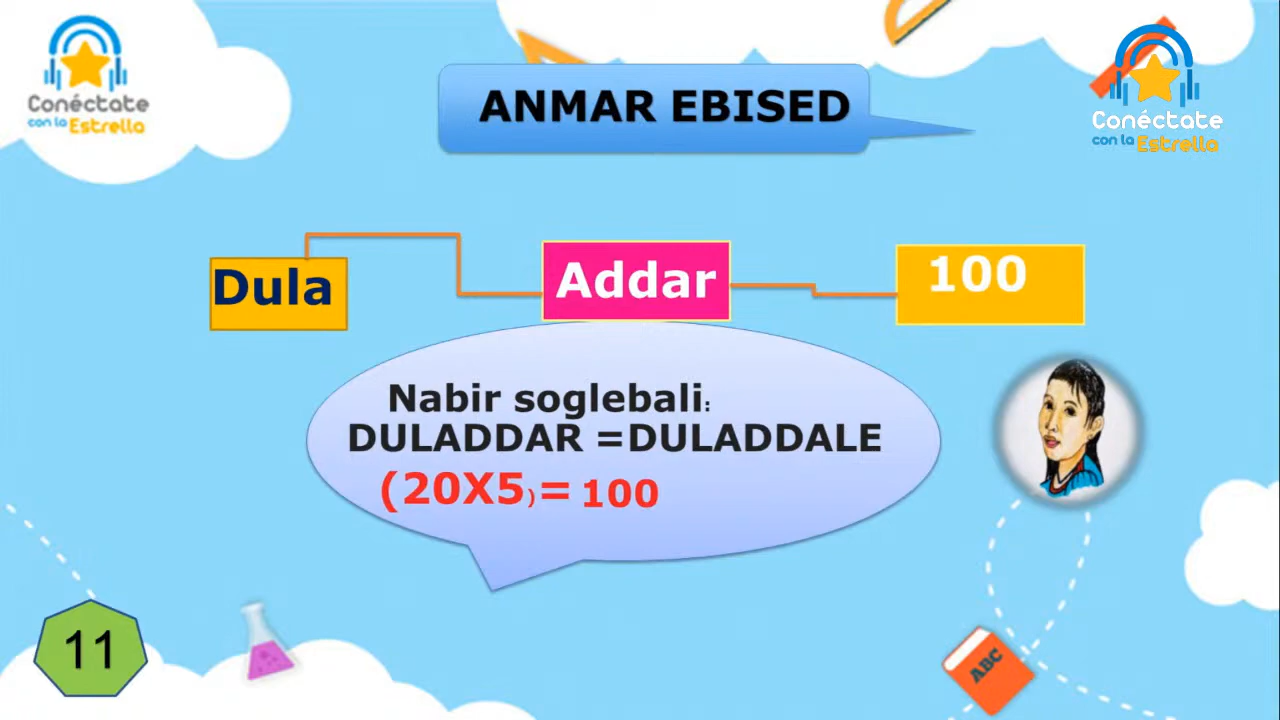 Conéctate
con la Estrella
ANMAR EBISED
Conéctate
con la Estrella
Dula
Addar
100
Nabir soglebali:
DULADDAR =DULADDALE
(20X5)= 100
11
ABC